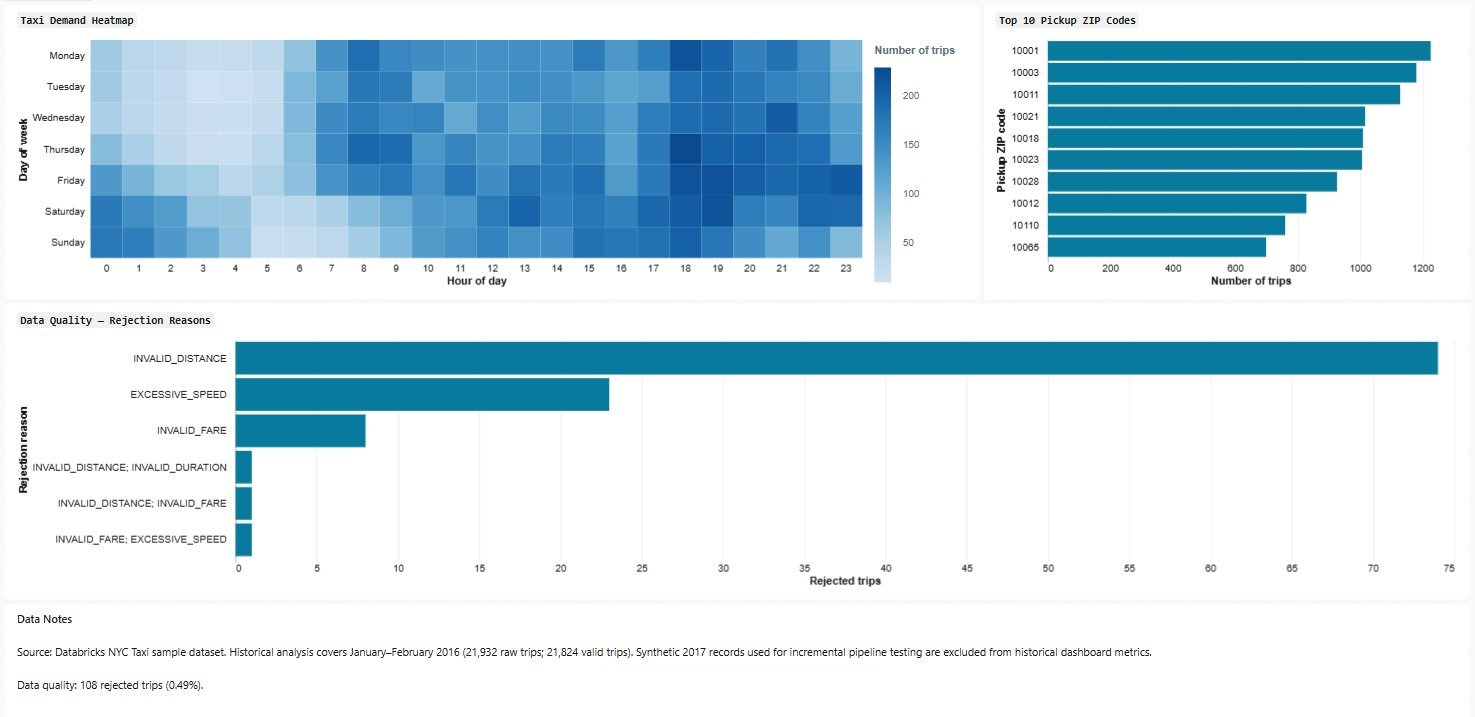 Taxi Demand Heatmap
Day of week
Monday
Tuesday
Wednesday
Thursday
Friday
Saturday
Sunday
0 1 2 3 4 5 6 7 8 9 10 11 12 13 14 15 16 17 18 19 20 21 22 23
Hour of day
Number of trips
200
150
100
50
Top 10 Pickup ZIP Codes
Pickup ZIP code
10001
10003
10011
10021
10018
10023
10028
10012
10110
10065
0 200 400 600 800 1000 1200
Number of trips
Data Quality — Rejection Reasons
Rejection reason
INVALID_DISTANCE
EXCESSIVE_SPEED
INVALID_FARE
INVALID_DISTANCE; INVALID_DURATION
INVALID_DISTANCE; INVALID_FARE
INVALID_FARE; EXCESSIVE_SPEED
0 5 10 15 20 25 30 35 40 45 50 55 60 65 70 75
Rejected trips
Data Notes
Source: Databricks NYC Taxi sample dataset. Historical analysis covers January–February 2016 (21,932 raw trips; 21,824 valid trips). Synthetic 2017 records used for incremental pipeline testing are excluded from historical dashboard metrics.
Data quality: 108 rejected trips (0.49%).